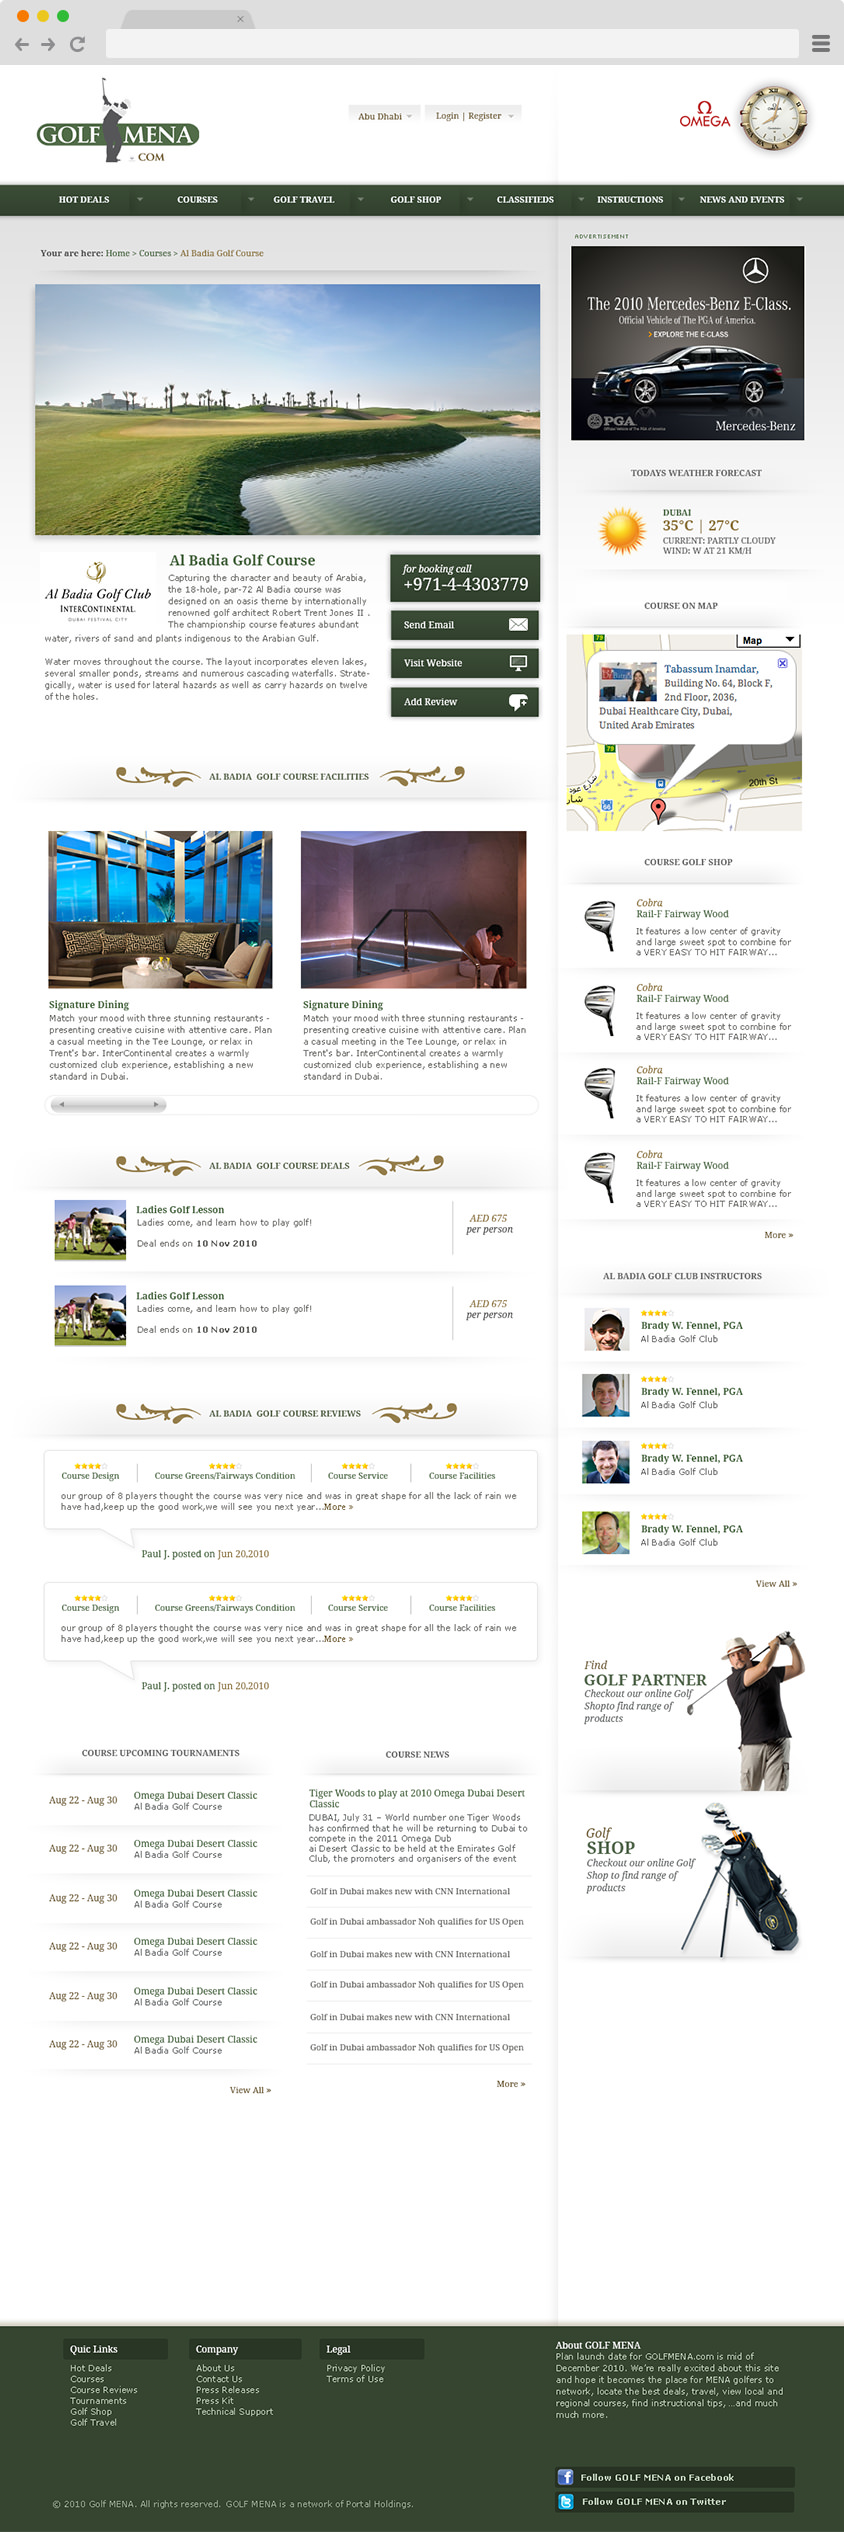 GOLF MENA
.COM
Abu Dhabi
Login | Register
Ω
OMEGA
HOT DEALS
COURSES
GOLF TRAVEL
GOLF SHOP
CLASSIFIEDS
INSTRUCTIONS
NEWS AND EVENTS
Your are here: Home > Courses > Al Badia Golf Course
Al Badia Golf Club
INTERCONTINENTAL.
DUBAI FESTIVAL CITY
Al Badia Golf Course
Capturing the character and beauty of Arabia,
the 18-hole, par-72 Al Badia course was
designed on an oasis theme by internationally
renowned golf architect Robert Trent Jones II .
The championship course features abundant
water, rivers of sand and plants indigenous to the Arabian Gulf.
Water moves throughout the course. The layout incorporates eleven lakes,
several smaller ponds, streams and numerous cascading waterfalls. Strate-
gically, water is used for lateral hazards as well as carry hazards on twelve
of the holes.
for booking call
+971-4-4303779
Send Email
Visit Website
Add Review
AL BADIA GOLF COURSE FACILITIES
Signature Dining
Match your mood with three stunning restaurants -
presenting creative cuisine with attentive care. Plan
a casual meeting in the Tee Lounge, or relax in
Trent's bar. InterContinental creates a warmly
customized club experience, establishing a new
standard in Dubai.
Signature Dining
Match your mood with three stunning restaurants -
presenting creative cuisine with attentive care. Plan
a casual meeting in the Tee Lounge, or relax in
Trent's bar. InterContinental creates a warmly
customized club experience, establishing a new
standard in Dubai.
AL BADIA GOLF COURSE DEALS
Ladies Golf Lesson
Ladies come, and learn how to play golf!
Deal ends on 10 Nov 2010
AED 675
per person
Ladies Golf Lesson
Ladies come, and learn how to play golf!
Deal ends on 10 Nov 2010
AED 675
per person
AL BADIA GOLF COURSE REVIEWS
Course Design
Course Greens/Fairways Condition
Course Service
Course Facilities
our group of 8 players thought the course was very nice and was in great shape for all the lack of rain we
have had,keep up the good work,we will see you next year...More »
Paul J. posted on Jun 20,2010
Course Design
Course Greens/Fairways Condition
Course Service
Course Facilities
our group of 8 players thought the course was very nice and was in great shape for all the lack of rain we
have had,keep up the good work,we will see you next year...More »
Paul J. posted on Jun 20,2010
COURSE UPCOMING TOURNAMENTS
Aug 22 - Aug 30
Omega Dubai Desert Classic
Al Badia Golf Course
Aug 22 - Aug 30
Omega Dubai Desert Classic
Al Badia Golf Course
Aug 22 - Aug 30
Omega Dubai Desert Classic
Al Badia Golf Course
Aug 22 - Aug 30
Omega Dubai Desert Classic
Al Badia Golf Course
Aug 22 - Aug 30
Omega Dubai Desert Classic
Al Badia Golf Course
Aug 22 - Aug 30
Omega Dubai Desert Classic
Al Badia Golf Course
View All »
COURSE NEWS
Tiger Woods to play at 2010 Omega Dubai Desert
Classic
DUBAI, July 31 – World number one Tiger Woods
has confirmed that he will be returning to Dubai to
compete in the 2011 Omega Dub
ai Desert Classic to be held at the Emirates Golf
Club, the promoters and organisers of the event
Golf in Dubai makes new with CNN International
Golf in Dubai ambassador Noh qualifies for US Open
Golf in Dubai makes new with CNN International
Golf in Dubai ambassador Noh qualifies for US Open
Golf in Dubai makes new with CNN International
Golf in Dubai ambassador Noh qualifies for US Open
More »
ADVERTISEMENT
The 2010 Mercedes-Benz E-Class.
Official Vehicle of The PGA of America.
> EXPLORE THE E-CLASS
PGA
Official Vehicle of The PGA of America
Mercedes-Benz
TODAYS WEATHER FORECAST
DUBAI
35°C | 27°C
CURRENT: PARTLY CLOUDY
WIND: W AT 21 KM/H
COURSE ON MAP
Map
79
Tabassum Inamdar,
Building No. 64, Block F,
2nd Floor, 2036,
Dubai Healthcare City, Dubai,
United Arab Emirates
79
20th St
COURSE GOLF SHOP
Cobra
Rail-F Fairway Wood
It features a low center of gravity
and large sweet spot to combine for
a VERY EASY TO HIT FAIRWAY...
Cobra
Rail-F Fairway Wood
It features a low center of gravity
and large sweet spot to combine for
a VERY EASY TO HIT FAIRWAY...
Cobra
Rail-F Fairway Wood
It features a low center of gravity
and large sweet spot to combine for
a VERY EASY TO HIT FAIRWAY...
Cobra
Rail-F Fairway Wood
It features a low center of gravity
and large sweet spot to combine for
a VERY EASY TO HIT FAIRWAY...
More »
AL BADIA GOLF CLUB INSTRUCTORS
Brady W. Fennel, PGA
Al Badia Golf Club
Brady W. Fennel, PGA
Al Badia Golf Club
Brady W. Fennel, PGA
Al Badia Golf Club
Brady W. Fennel, PGA
Al Badia Golf Club
View All »
Find
GOLF PARTNER
Checkout our online Golf
Shopto find range of
products
Golf
SHOP
Checkout our online Golf
Shop to find range of
products
Quic Links
Hot Deals
Courses
Course Reviews
Tournaments
Golf Shop
Golf Travel
Company
About Us
Contact Us
Press Releases
Press Kit
Technical Support
Legal
Privacy Policy
Terms of Use
About GOLF MENA
Plan launch date for GOLFMENA.com is mid of
December 2010. We're really excited about this site
and hope it becomes the place for MENA golfers to
network, locate the best deals, travel, view local and
regional courses, find instructional tips, ...and much
much more.
Follow GOLF MENA on Facebook
Follow GOLF MENA on Twitter
© 2010 Golf MENA. All rights reserved. GOLF MENA is a network of Portal Holdings.